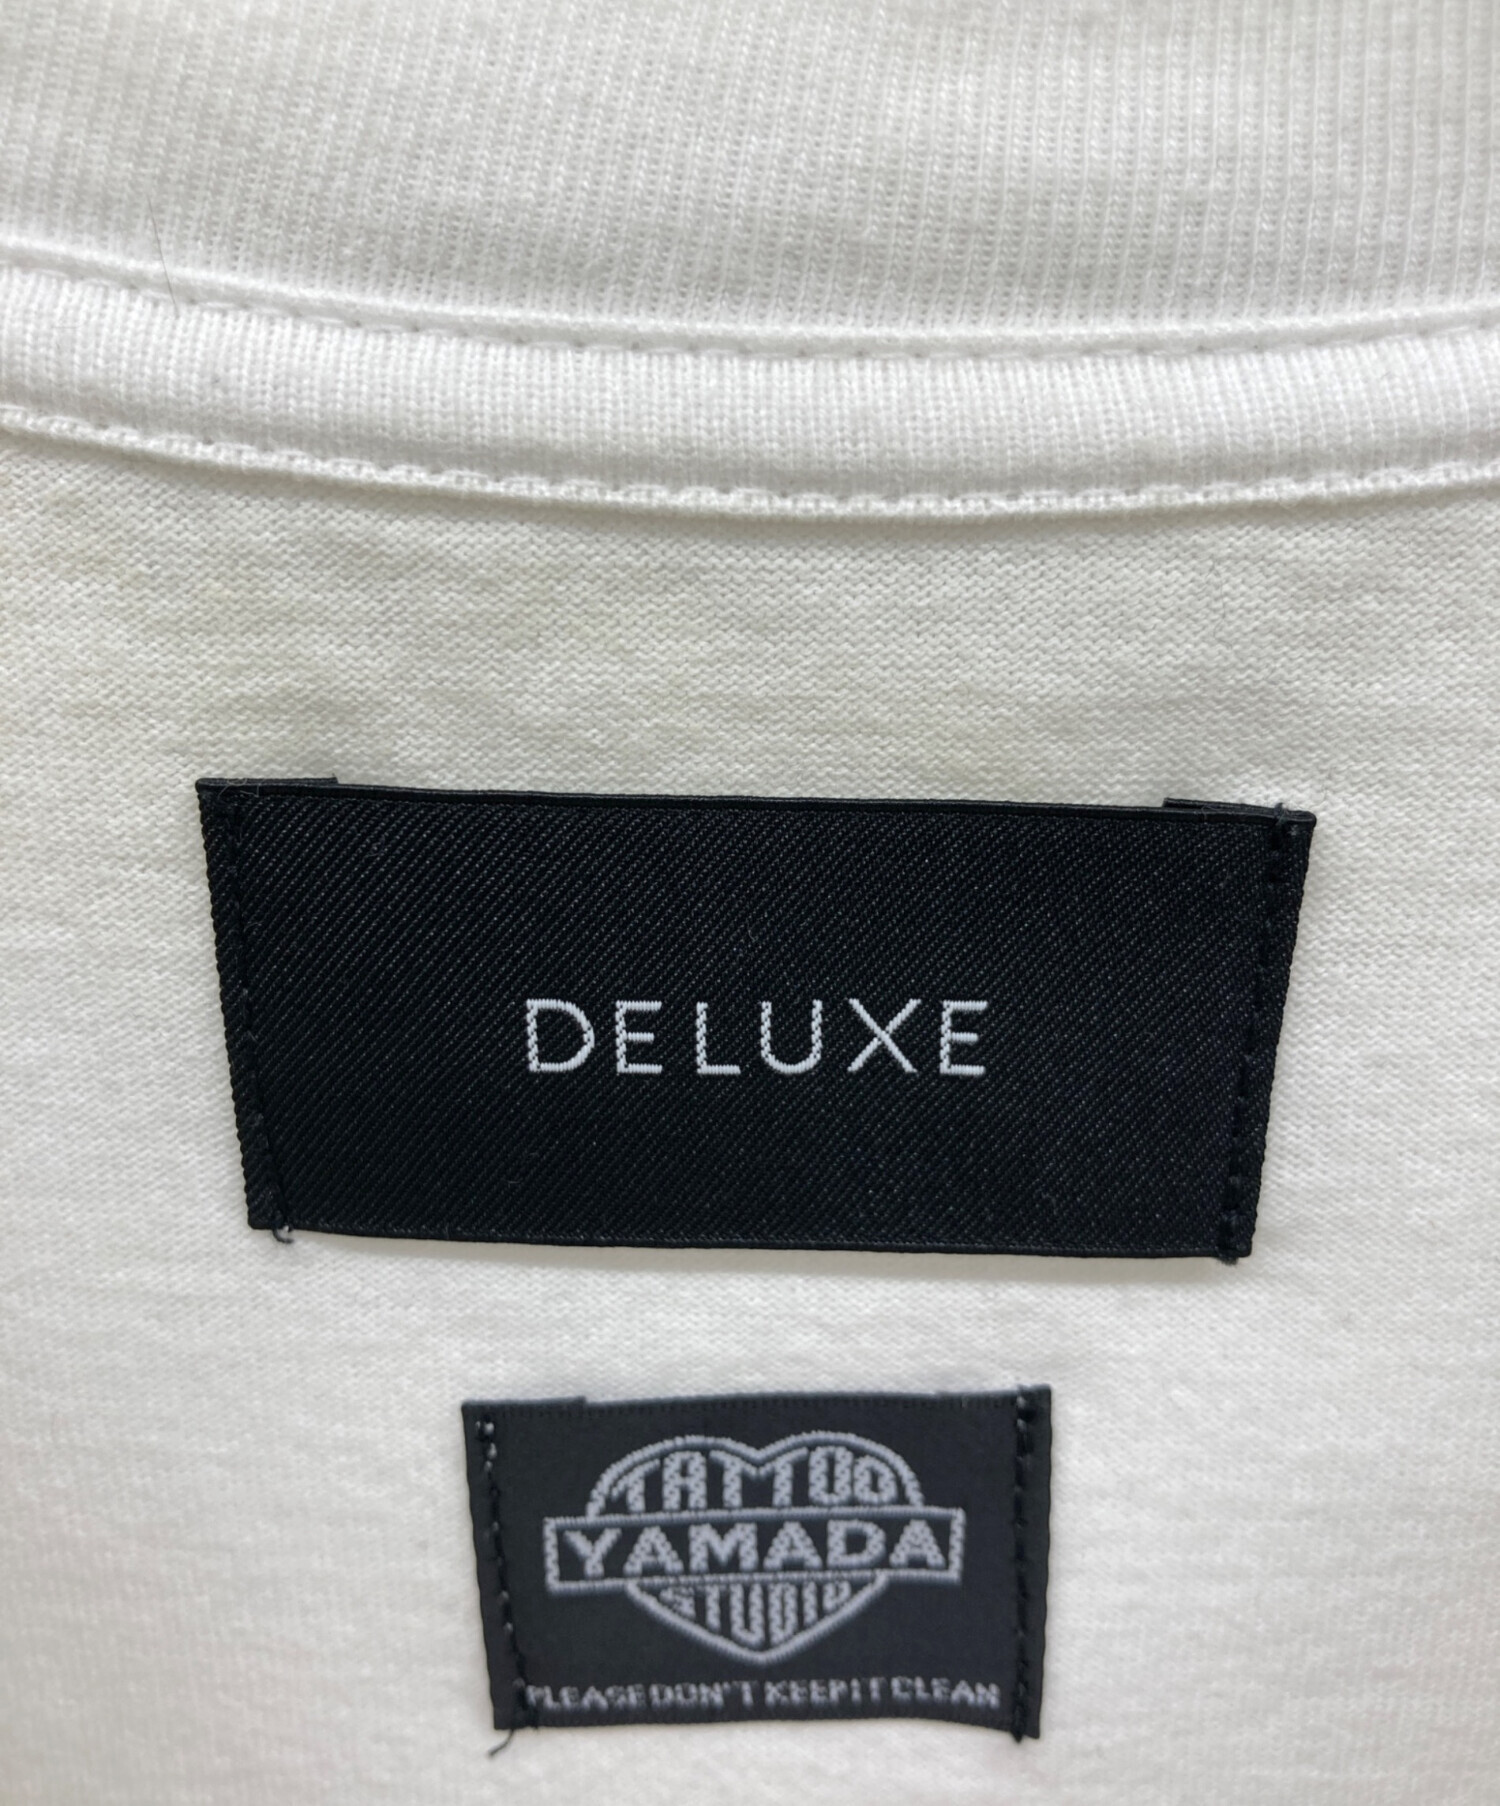 DELUXE
TATTOO
YAMADA
STUDIO
PLEASE DON'T KEEP IT CLEAN